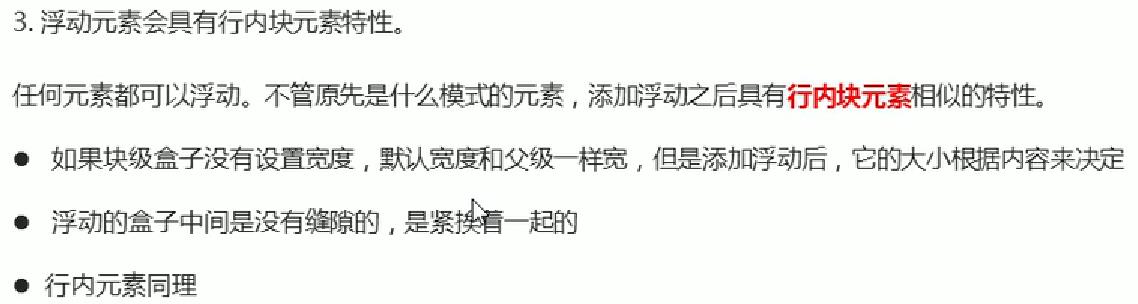 3. 浮动元素会具有行内块元素特性。
任何元素都可以浮动。不管原先是什么模式的元素，添加浮动之后具有行内块元素相似的特性。
● 如果块级盒子没有设置宽度，默认宽度和父级一样宽，但是添加浮动后，它的大小根据内容来决定
● 浮动的盒子中间是没有缝隙的，是紧挨着一起的
● 行内元素同理